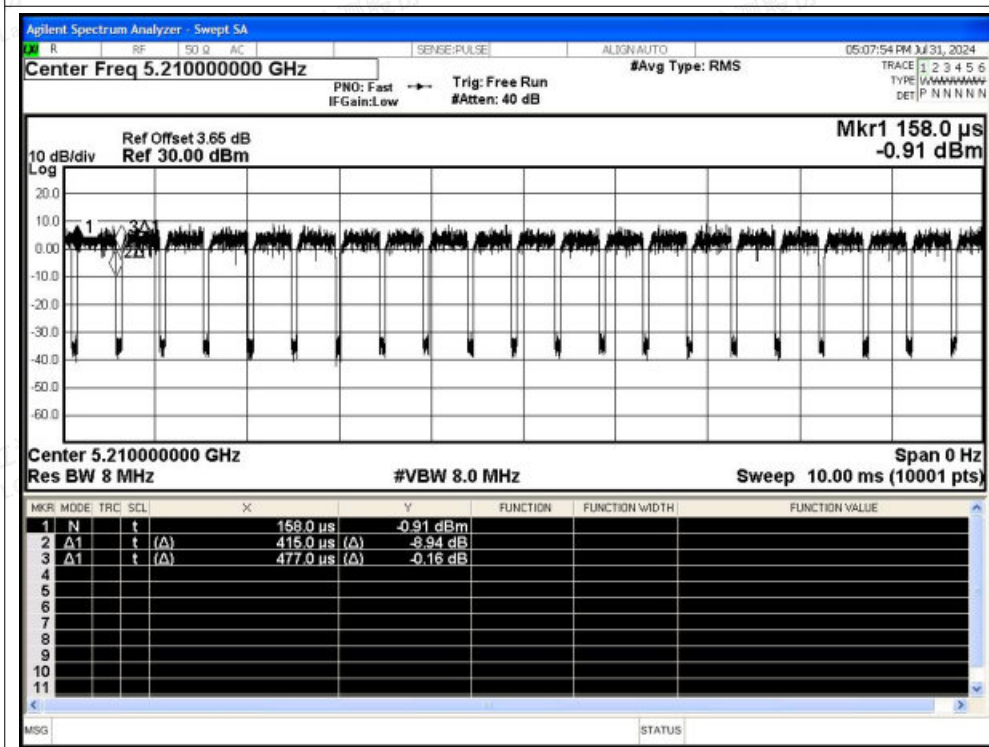 Agilent Spectrum Analyzer - Swept SA
R RF 50 Ω AC SENSE:PULSE ALIGN AUTO 05:07:54 PM Jul 31, 2024
Center Freq 5.210000000 GHz
#Avg Type: RMS
TRACE 1 2 3 4 5 6
PNO: Fast Trig: Free Run
TYPE
IFGain:Low #Atten: 40 dB
DET P N N N N N
Mkr1 158.0 µs
Ref Offset 3.65 dB
10 dB/div Ref 30.00 dBm
-0.91 dBm
Log
20.0
10.0
1 3Δ1
0.00
-10.0
-20.0
-30.0
-40.0
-50.0
-60.0
Center 5.210000000 GHz Span 0 Hz
Res BW 8 MHz #VBW 8.0 MHz Sweep 10.00 ms (10001 pts)
MKR MODE TRC SCL X Y FUNCTION FUNCTION WIDTH FUNCTION VALUE
1 N t 158.0 µs -0.91 dBm
2 Δ1 t (Δ) 415.0 µs (Δ) -8.94 dB
3 Δ1 t (Δ) 477.0 µs (Δ) -0.16 dB
4
5
6
7
8
9
10
11
MSG STATUS